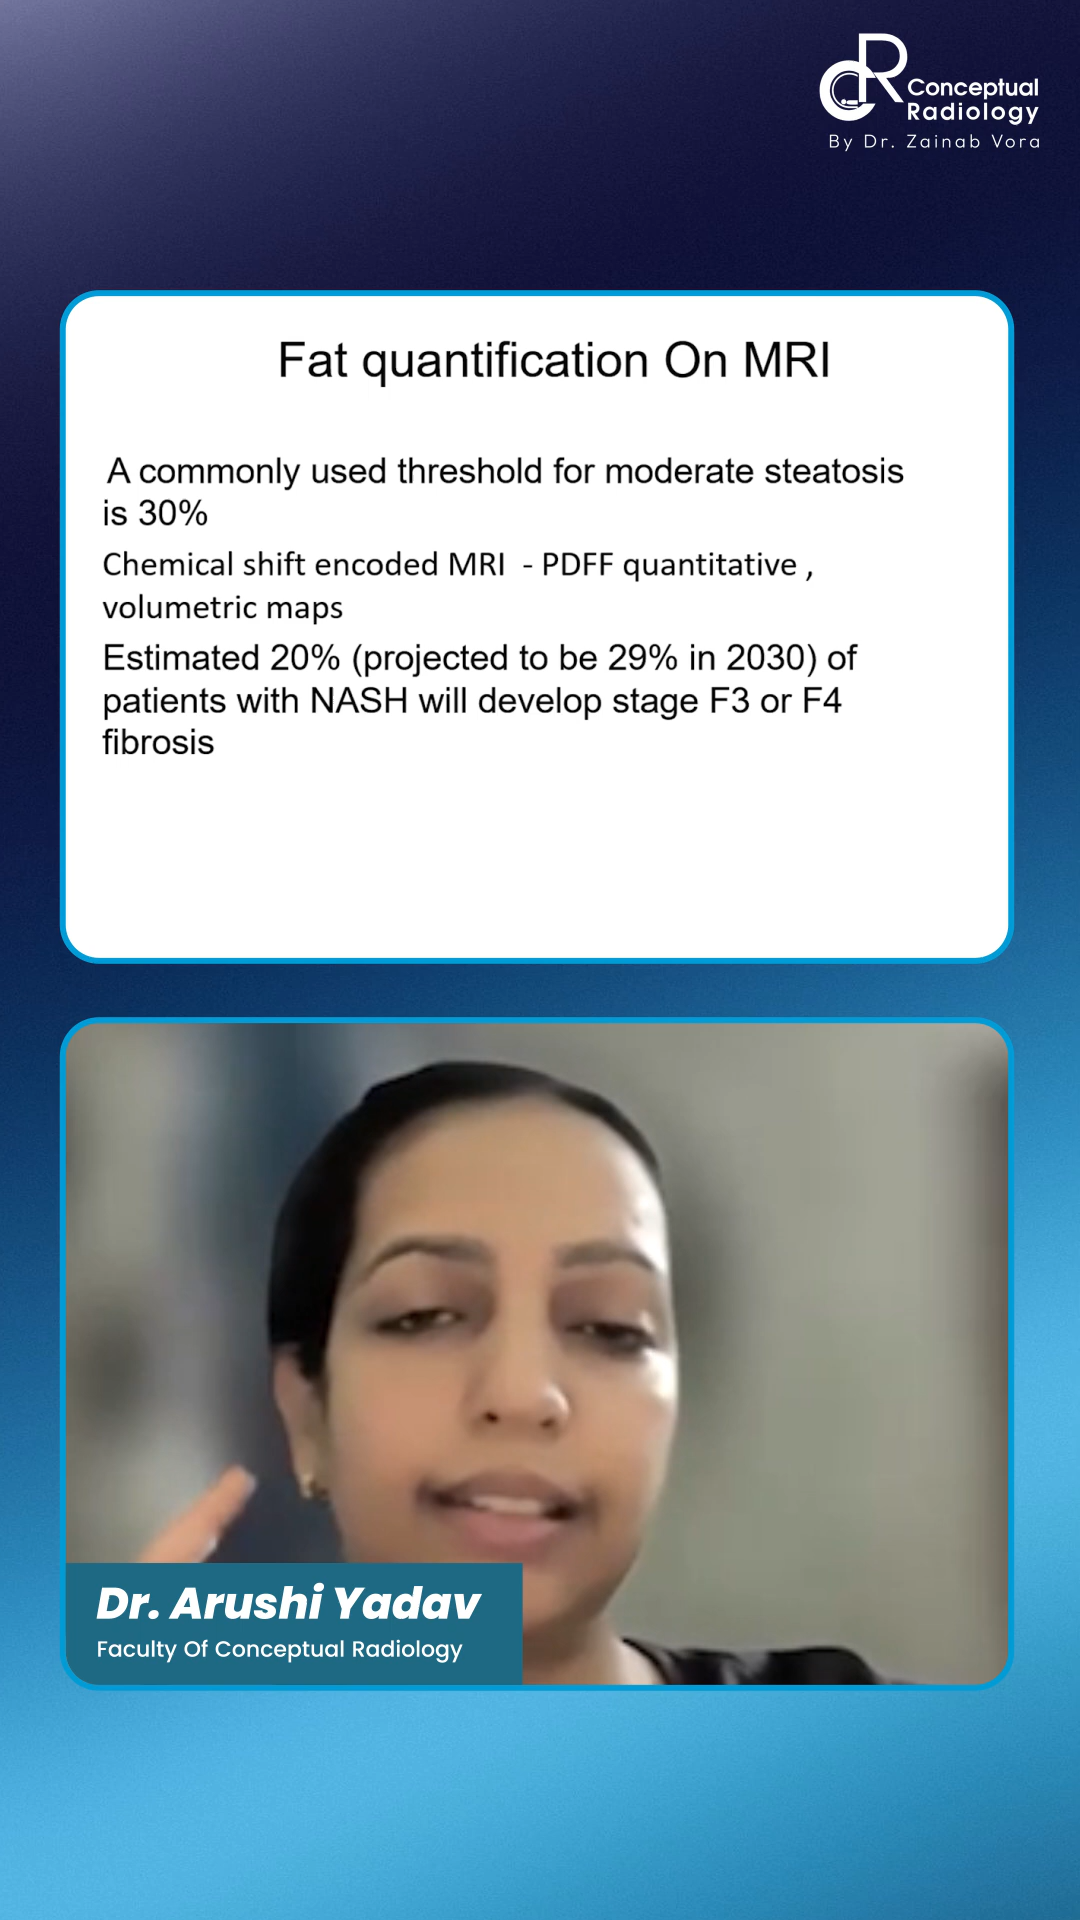 CR Conceptual
Radiology
By Dr. Zainab Vora
Fat quantification On MRI
A commonly used threshold for moderate steatosis
is 30%
Chemical shift encoded MRI - PDFF quantitative ,
volumetric maps
Estimated 20% (projected to be 29% in 2030) of
patients with NASH will develop stage F3 or F4
fibrosis
Dr. Arushi Yadav
Faculty Of Conceptual Radiology